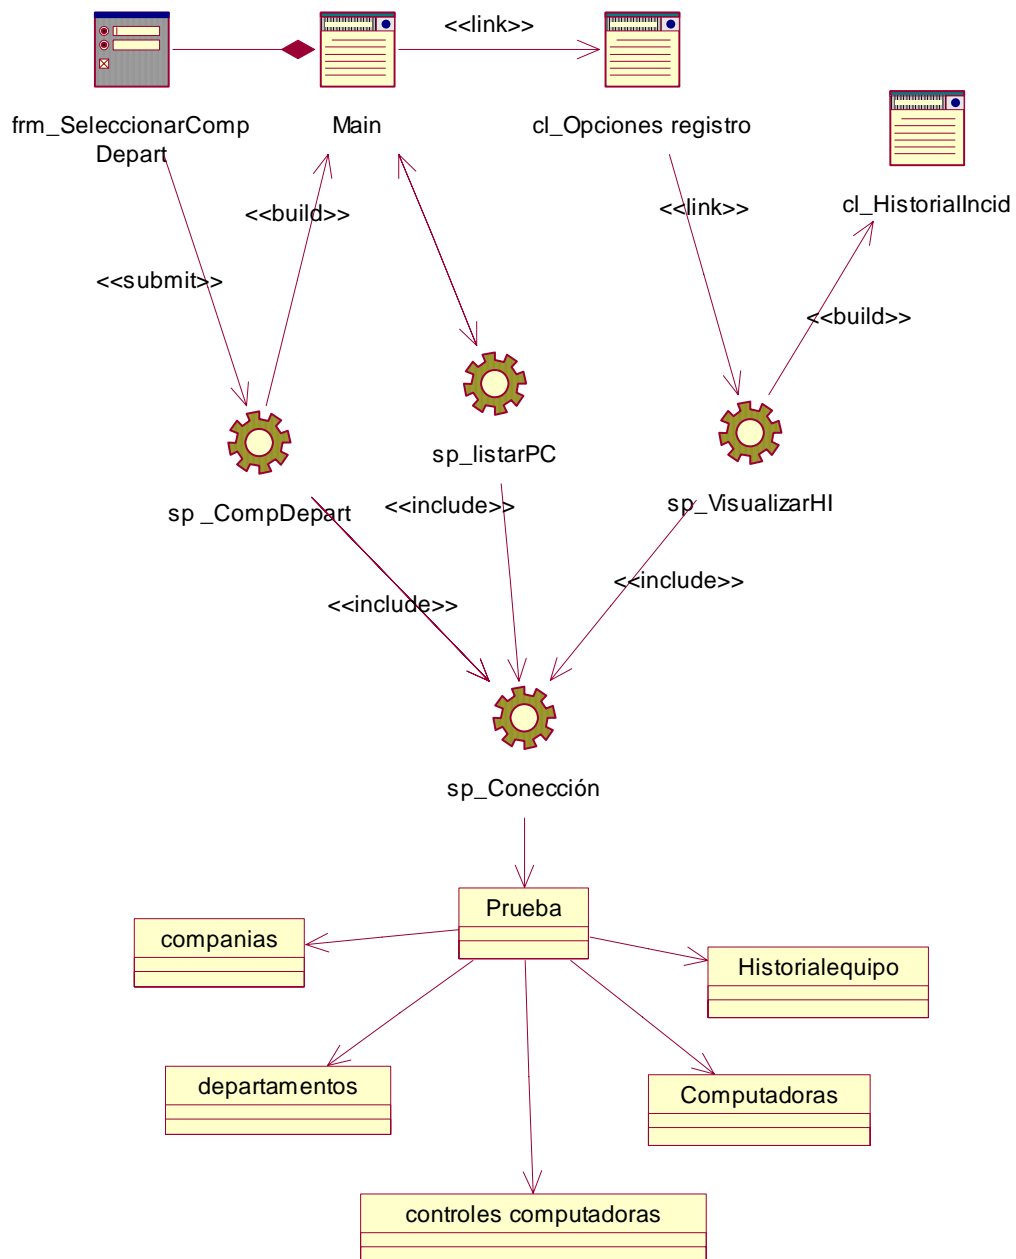 <<link>>
frm_SeleccionarComp
Depart
Main
cl_Opciones registro
cl_HistorialIncid
<<build>>
<<link>>
<<submit>>
<<build>>
sp_listarPC
sp _CompDepart
<<include>>
sp_VisualizarHI
<<include>>
<<include>>
sp_Conección
Prueba
companias
Historialequipo
departamentos
Computadoras
controles computadoras